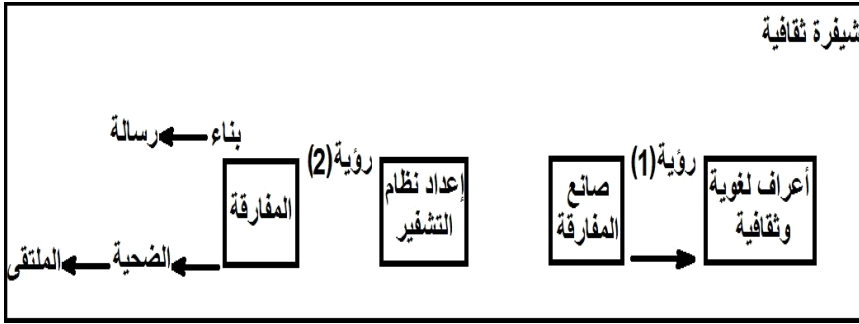 شيفرة ثقافية
أعراف لغوية
وثقافية
رؤية(1)
صانع
المفارقة
إعداد نظام
التشفير
رؤية(2)
المفارقة
بناء
رسالة
الضحية
الملتقى